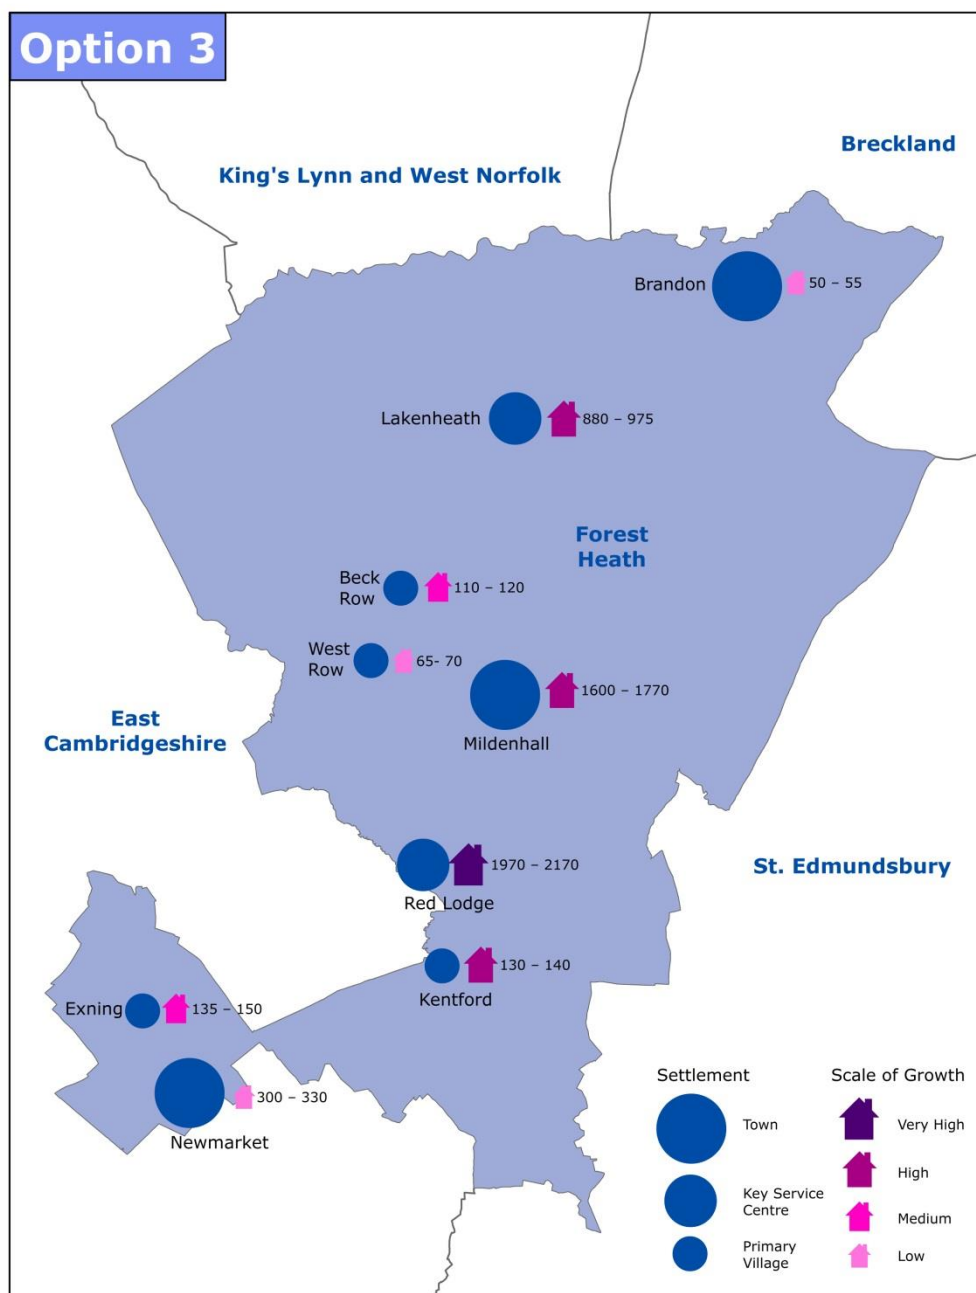 Option 3
Breckland
King's Lynn and West Norfolk
Brandon
50 – 55
Lakenheath
880 – 975
Forest
Heath
Beck
Row
110 – 120
West
Row
65- 70
1600 – 1770
Mildenhall
East
Cambridgeshire
1970 – 2170
Red Lodge
St. Edmundsbury
130 – 140
Kentford
Exning
135 – 150
300 – 330
Newmarket
Settlement
Town
Key Service
Centre
Primary
Village
Scale of Growth
Very High
High
Medium
Low